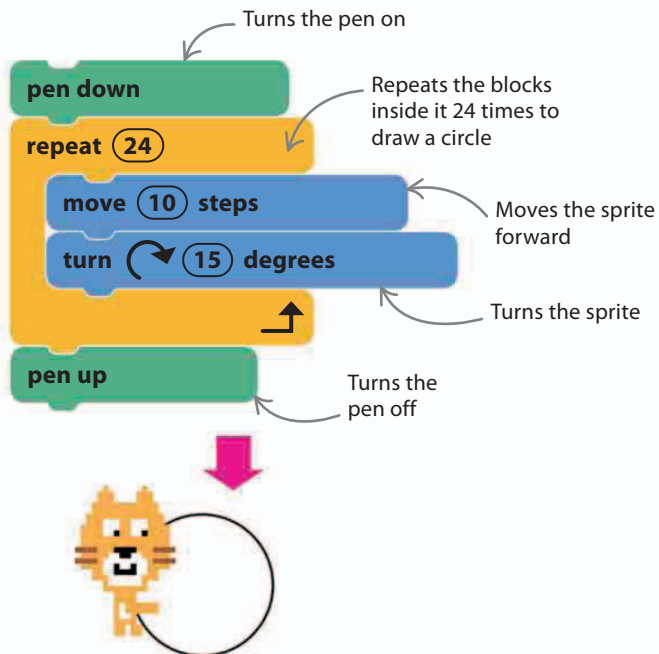 Turns the pen on
pen down
Repeats the blocks
inside it 24 times to
draw a circle
repeat 24
move 10 steps
Moves the sprite
forward
turn 15 degrees
Turns the sprite
pen up
Turns the
pen off